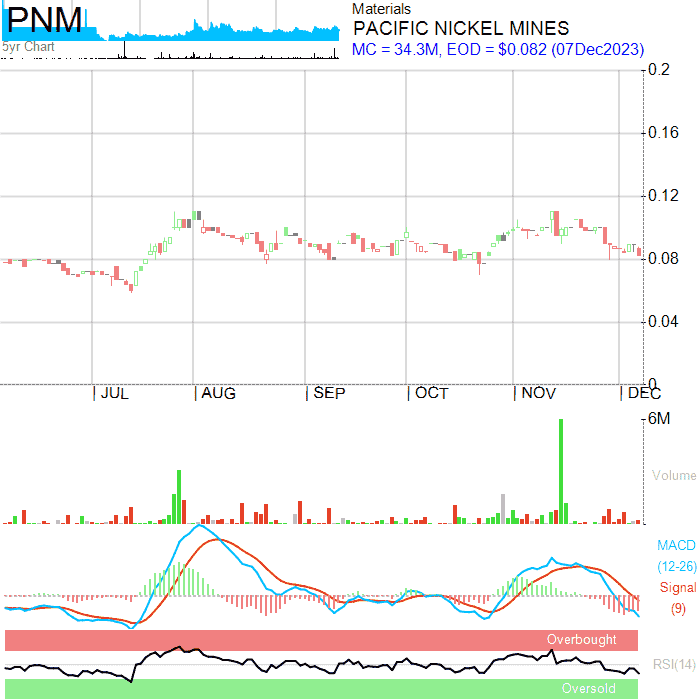 PNM
5yr Chart
Materials
PACIFIC NICKEL MINES
MC = 34.3M, EOD = $0.082 (07Dec2023)
0.2
0.16
0.12
0.08
0.04
0
JUL AUG SEP OCT NOV DEC
6M
Volume
MACD
(12-26)
Signal
(9)
Overbought
RSI(14)
Oversold